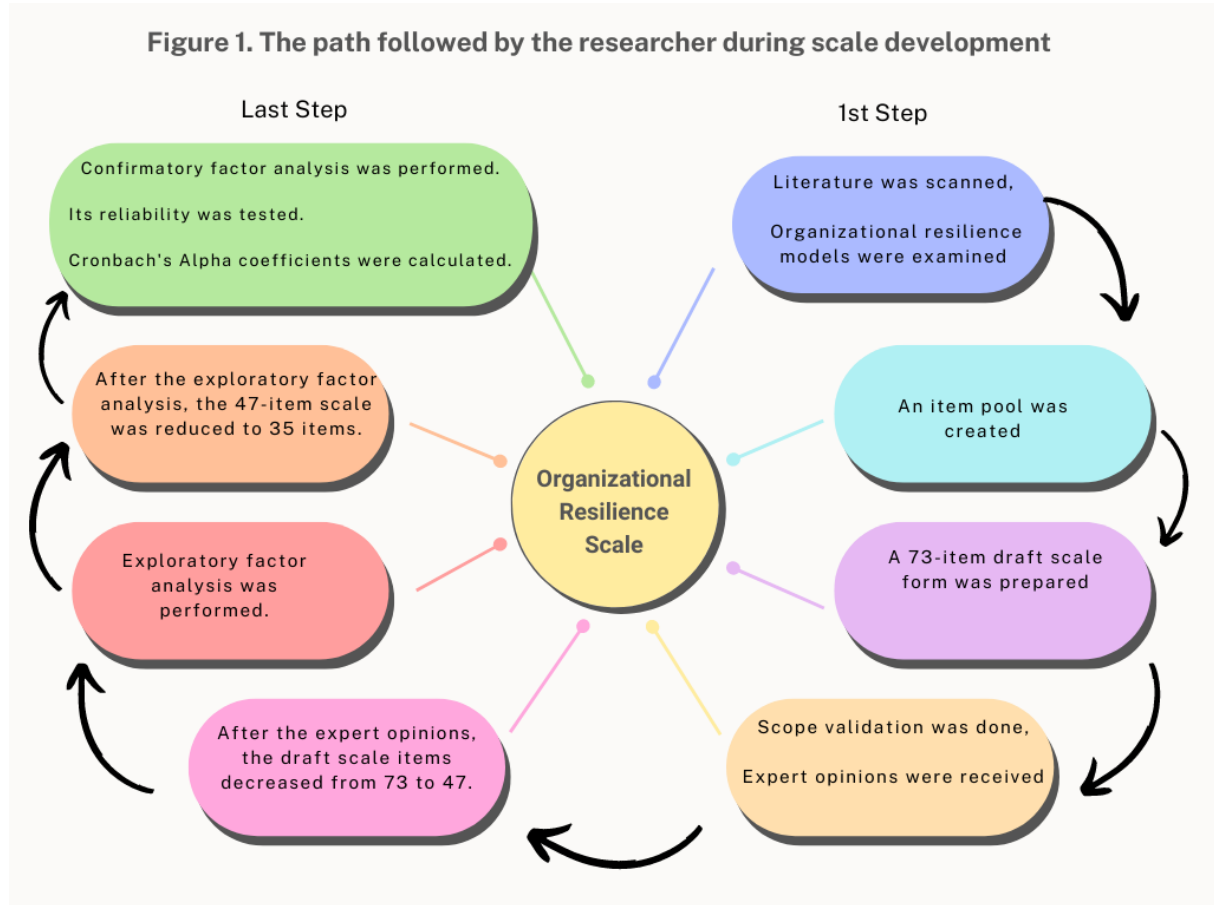 Figure 1. The path followed by the researcher during scale development
Last Step
1st Step
Confirmatory factor analysis was performed.
Its reliability was tested.
Cronbach's Alpha coefficients were calculated.
Literature was scanned,
Organizational resilience
models were examined
After the exploratory factor
analysis, the 47-item scale
was reduced to 35 items.
An item pool was
created
Organizational
Resilience
Scale
Exploratory factor
analysis was
performed.
A 73-item draft scale
form was prepared
After the expert opinions,
the draft scale items
decreased from 73 to 47.
Scope validation was done,
Expert opinions were received